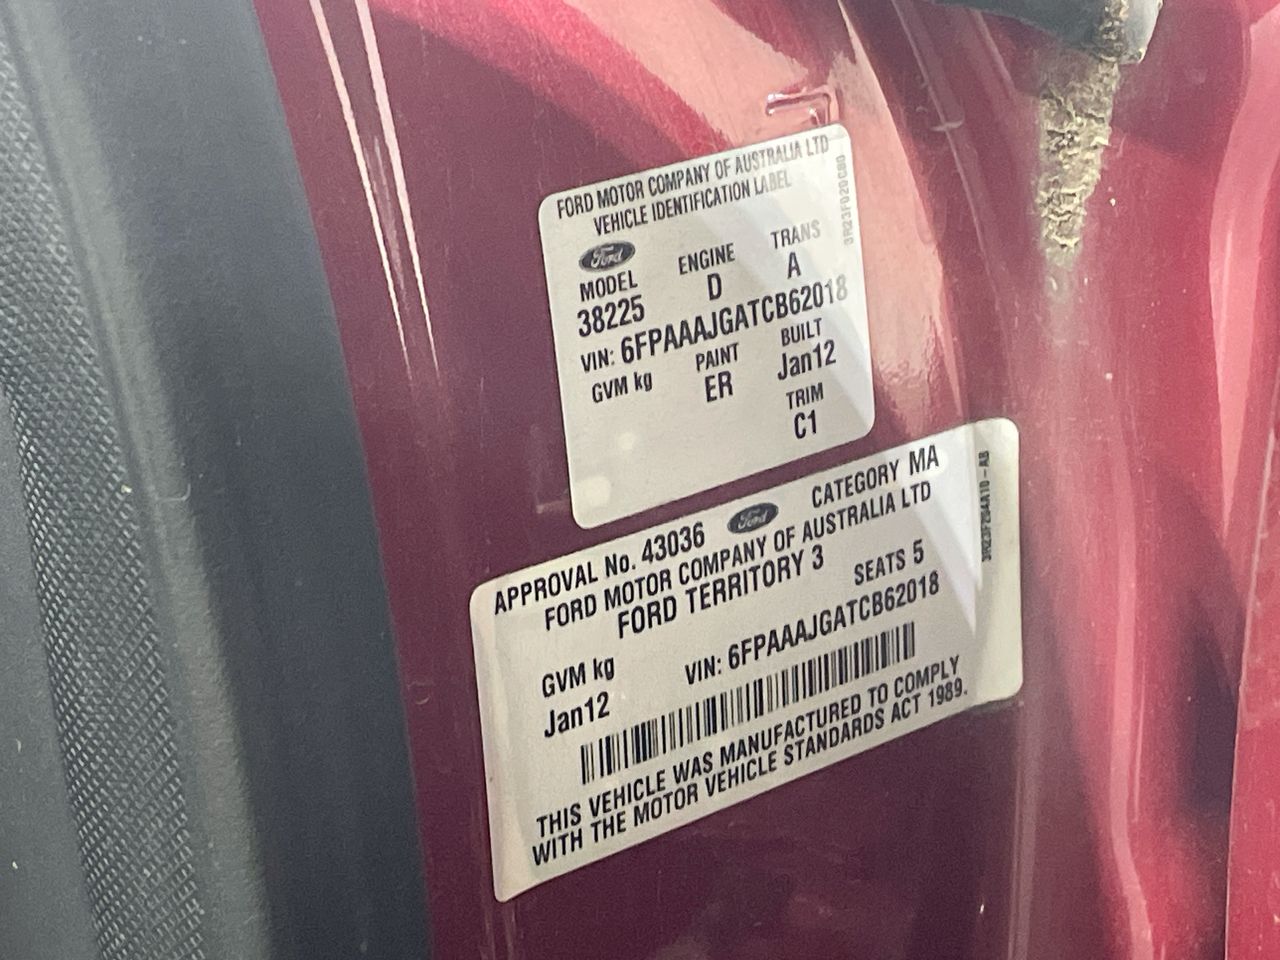 FORD MOTOR COMPANY OF AUSTRALIA LTD
VEHICLE IDENTIFICATION LABEL
Ford
MODEL ENGINE TRANS
38225 D A
VIN: 6FPAAAJGATCB62018
GVM kg PAINT BUILT
ER Jan12
TRIM
C1
APPROVAL No. 43036 Ford CATEGORY MA
FORD MOTOR COMPANY OF AUSTRALIA LTD
FORD TERRITORY 3
SEATS 5
GVM kg VIN: 6FPAAAJGATCB62018
Jan12
THIS VEHICLE WAS MANUFACTURED TO COMPLY
WITH THE MOTOR VEHICLE STANDARDS ACT 1989.